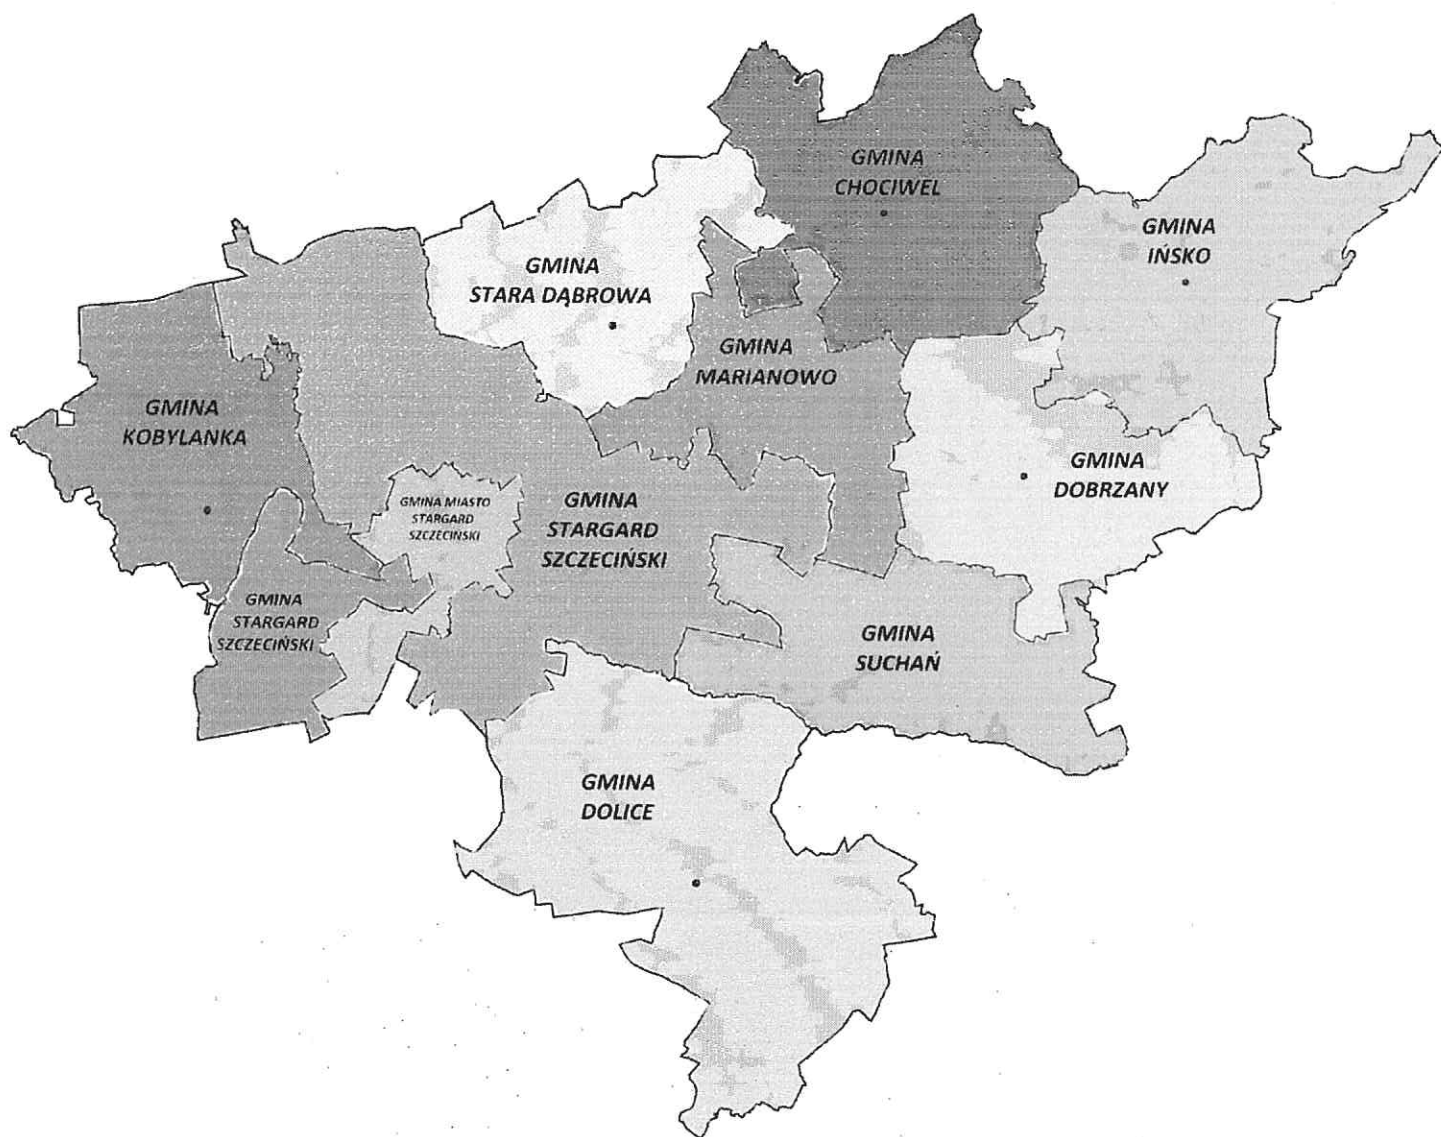 GMINA
CHOCIWEL
GMINA
IŃSKO
GMINA
STARA DĄBROWA
GMINA
MARIANOWO
GMINA
KOBYLANKA
GMINA
DOBRZANY
GMINA MIASTO
STARGARD
SZCZECIŃSKI
GMINA
STARGARD
SZCZECIŃSKI
GMINA
STARGARD
SZCZECIŃSKI
GMINA
SUCHAŃ
GMINA
DOLICE